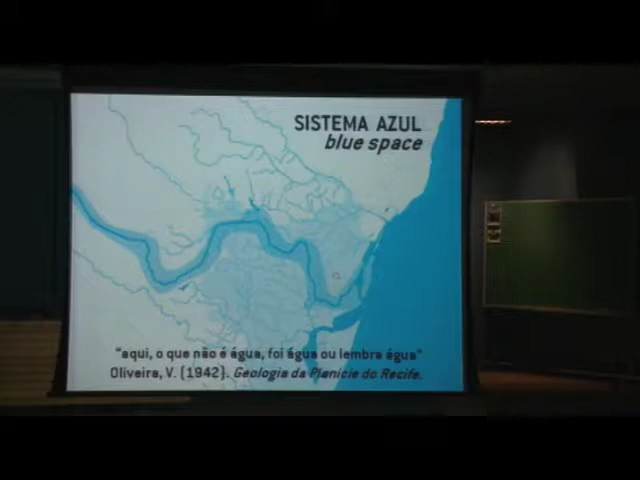 SISTEMA AZUL
blue space
"aqui, o que não é água, foi água ou lembra água"
Oliveira, V. (1942). Geologia da Planície do Recife.